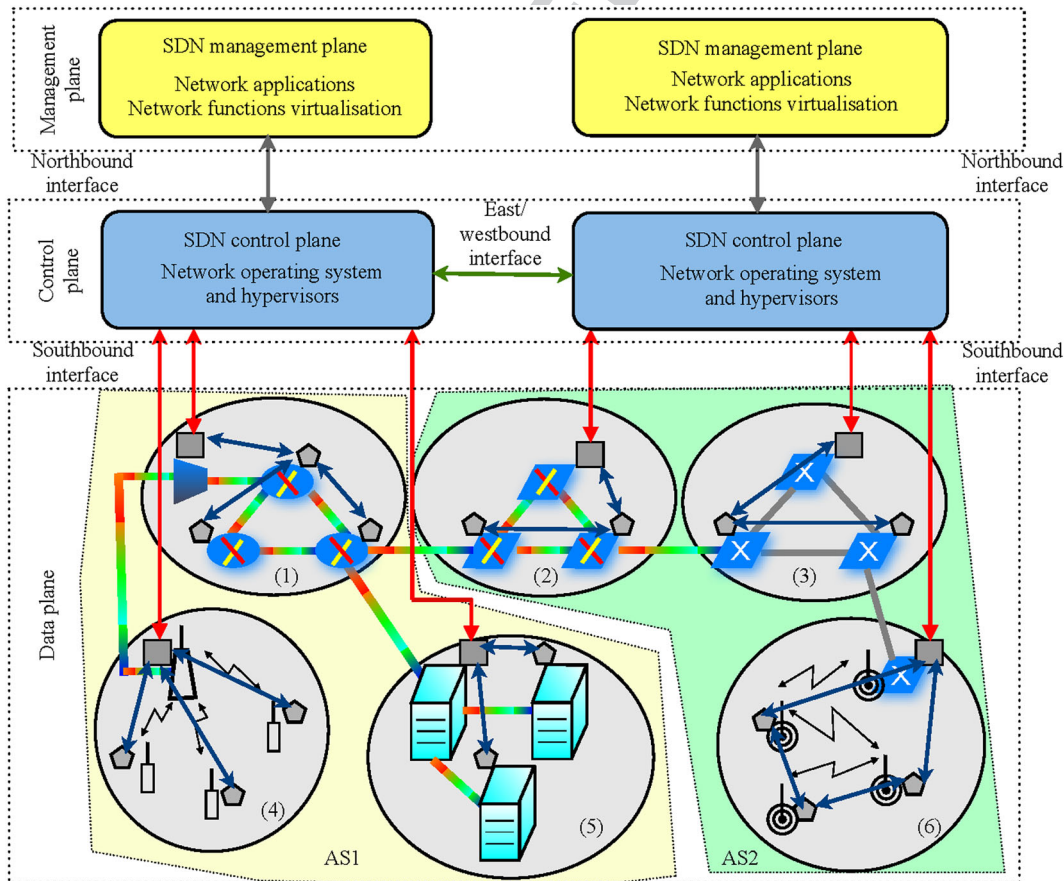 Management
plane
SDN management plane
Network applications
Network functions virtualisation
SDN management plane
Network applications
Network functions virtualisation
Northbound
interface
Northbound
interface
Control
plane
SDN control plane
Network operating system
and hypervisors
East/
westbound
interface
SDN control plane
Network operating system
and hypervisors
Southbound
interface
Southbound
interface
Data plane
(1)
(2)
(3)
(4)
(5)
(6)
AS1
AS2